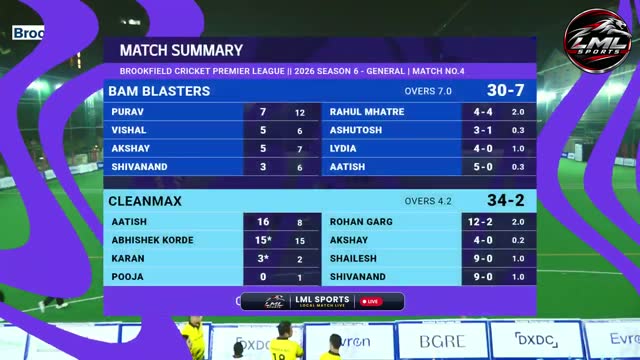 Broo
LML
SPORTS
MATCH SUMMARY
BROOKFIELD CRICKET PREMIER LEAGUE || 2026 SEASON 6 - GENERAL | MATCH NO.4
BAM BLASTERS OVERS 7.0 30-7
PURAV 7 12 RAHUL MHATRE 4-4 2.0
VISHAL 5 6 ASHUTOSH 3-1 0.3
AKSHAY 5 7 LYDIA 4-0 1.0
SHIVANAND 3 6 AATISH 5-0 0.3
CLEANMAX OVERS 4.2 34-2
AATISH 16 8 ROHAN GARG 12-2 2.0
ABHISHEK KORDE 15* 15 AKSHAY 4-0 0.2
KARAN 3* 2 SHAILESH 9-0 1.0
POOJA 0 1 SHIVANAND 9-0 1.0
C
LML SPORTS
LOCAL MATCH LIVE
LIVE
DXDC
Evren
BGRE
DXDC
Evron